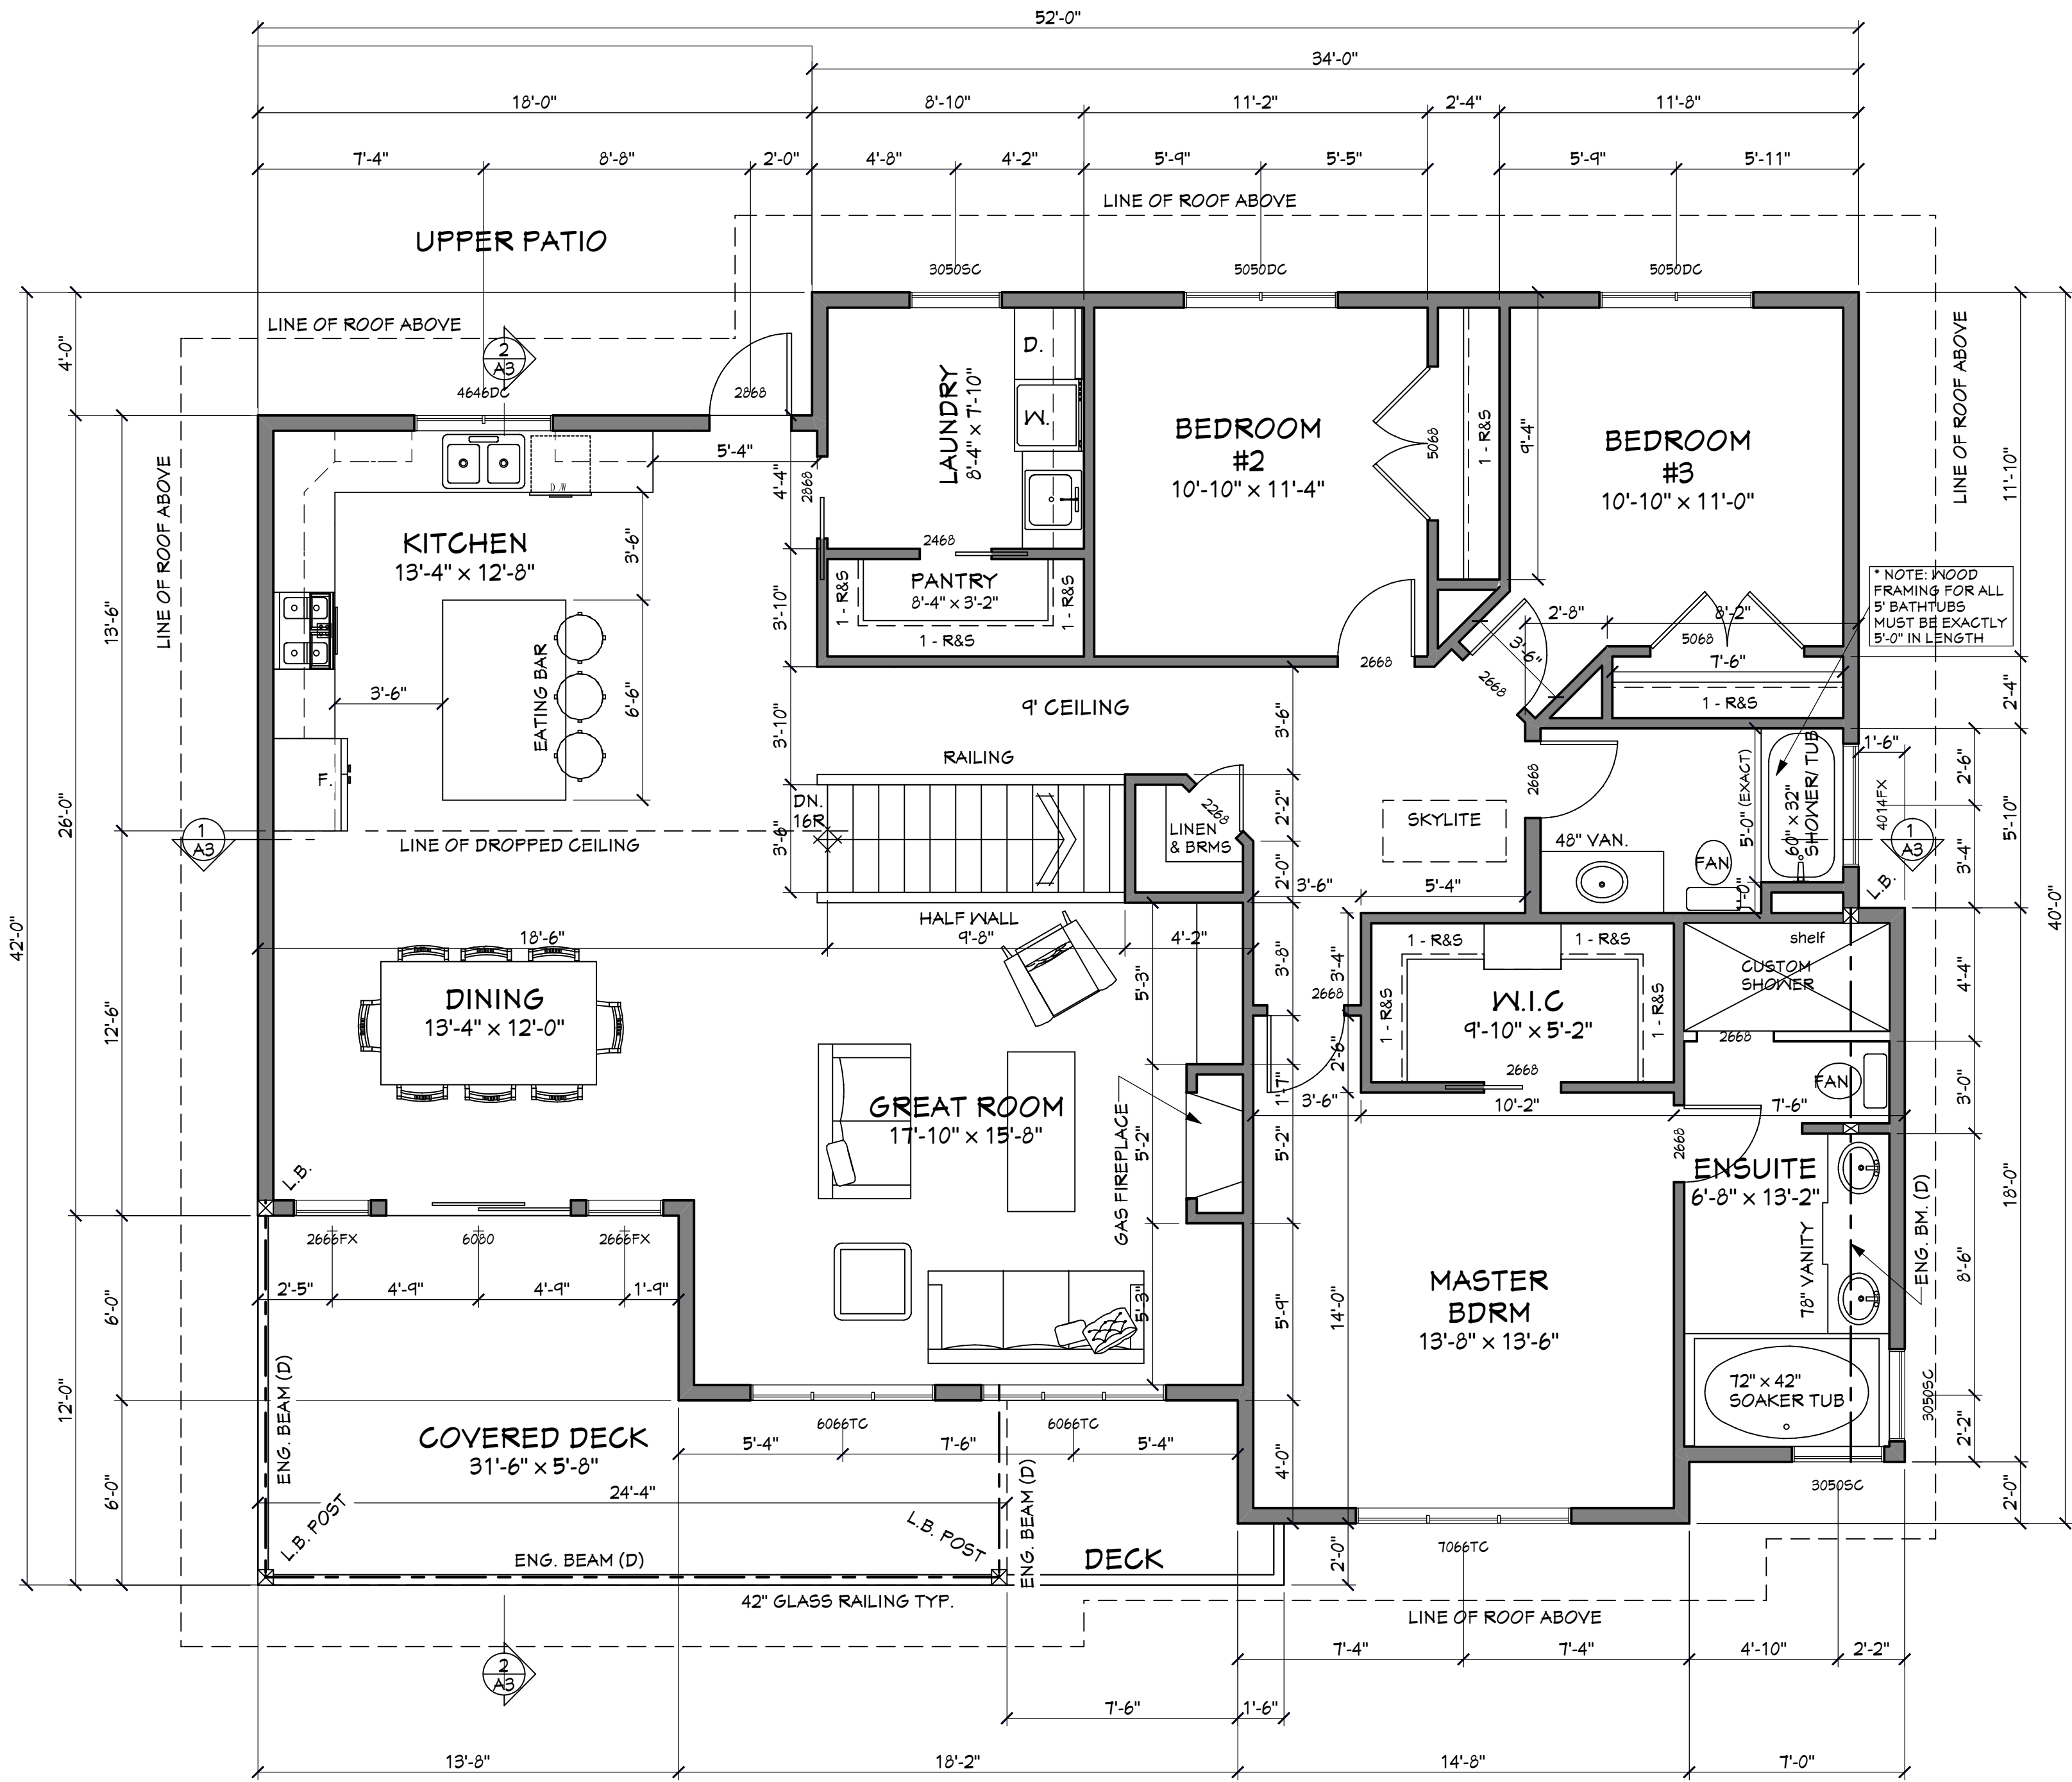 52'-0"
34'-0"
18'-0" 8'-10" 11'-2" 2'-4" 11'-8"
7'-4" 8'-8" 2'-0" 4'-8" 4'-2" 5'-9" 5'-5" 5'-9" 5'-11"
LINE OF ROOF ABOVE
UPPER PATIO
3050SC 5050DC 5050DC
LINE OF ROOF ABOVE
2
A3
4646DC 2868
4'-0"
LINE OF ROOF ABOVE
LINE OF ROOF ABOVE
D.
W.
LAUNDRY
8'-4" x 7'-10"
BEDROOM
#2
10'-10" x 11'-4"
5068
1 - R&S
9'-4"
BEDROOM
#3
10'-10" x 11'-0"
11'-10"
5'-4"
4'-4"
2868
D.W
KITCHEN
13'-4" x 12'-8"
3'-6"
2468
PANTRY
8'-4" x 3'-2"
1 - R&S
1 - R&S
1 - R&S
3'-10"
* NOTE: WOOD
FRAMING FOR ALL
5' BATHTUBS
MUST BE EXACTLY
5'-0" IN LENGTH
2'-8" 8'-2"
5068
3'-6"
7'-6"
1 - R&S
2668
2668
2'-4"
13'-6"
26'-0"
42'-0"
40'-0"
EATING BAR
6'-6"
3'-6"
3'-10"
9' CEILING
3'-6"
RAILING
F.
DN.
16R
3'-6"
2268
LINEN
& BRMS
2'-2"
2'-0"
SKYLITE
2668
48" VAN.
FAN
5'-0" (EXACT)
60" x 32"
SHOWER/ TUB
4014FX
1'-6"
2'-6"
3'-4"
5'-10"
1
A3
1
A3
LINE OF DROPPED CEILING
L.B.
HALF WALL
18'-6" 9'-8" 4'-2"
3'-6" 5'-4"
5'-3"
3'-8"
3'-4"
2668
1 - R&S 1 - R&S
1 - R&S
1 - R&S
W.I.C
9'-10" x 5'-2"
2668
shelf
CUSTOM
SHOWER
2668
4'-4"
DINING
13'-4" x 12'-0"
12'-6"
2'-6"
1'-7"
GREAT ROOM
17'-10" x 15'-8"
GAS FIREPLACE
5'-2"
5'-2"
3'-6" 10'-2" 7'-6"
FAN
3'-0"
2668
ENSUITE
6'-8" x 13'-2"
18'-0"
L.B.
2666FX 6080 2666FX
2'-5" 4'-9" 4'-9" 1'-9"
5'-3"
5'-9"
14'-0"
MASTER
BDRM
13'-8" x 13'-6"
78" VANITY
ENG. BM. (D)
8'-6"
6'-0"
12'-0"
ENG. BEAM (D)
72" x 42"
SOAKER TUB
3050SC
2'-2"
COVERED DECK
31'-6" x 5'-8"
6066TC 6066TC
5'-4" 7'-6" 5'-4"
4'-0"
24'-4"
6'-0"
L.B. POST
L.B. POST
ENG. BEAM (D)
ENG. BEAM (D)
DECK
3050SC
2'-0"
7066TC
2'-0"
42" GLASS RAILING TYP.
LINE OF ROOF ABOVE
7'-4" 7'-4" 4'-10" 2'-2"
2
A3
7'-6" 1'-6"
13'-8" 18'-2" 14'-8" 7'-0"